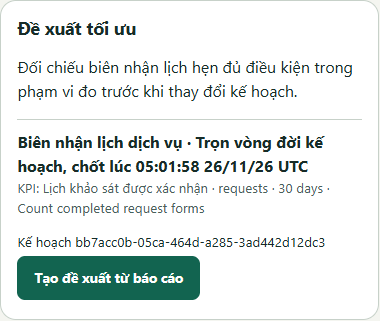 Đề xuất tối ưu
Đối chiếu biên nhận lịch hẹn đủ điều kiện trong
phạm vi đo trước khi thay đổi kế hoạch.
Biên nhận lịch dịch vụ · Trọn vòng đời kế
hoạch, chốt lúc 05:01:58 26/11/26 UTC
KPI: Lịch khảo sát được xác nhận · requests · 30 days ·
Count completed request forms
Kế hoạch bb7acc0b-05ca-464d-a285-3ad442d12dc3
Tạo đề xuất từ báo cáo